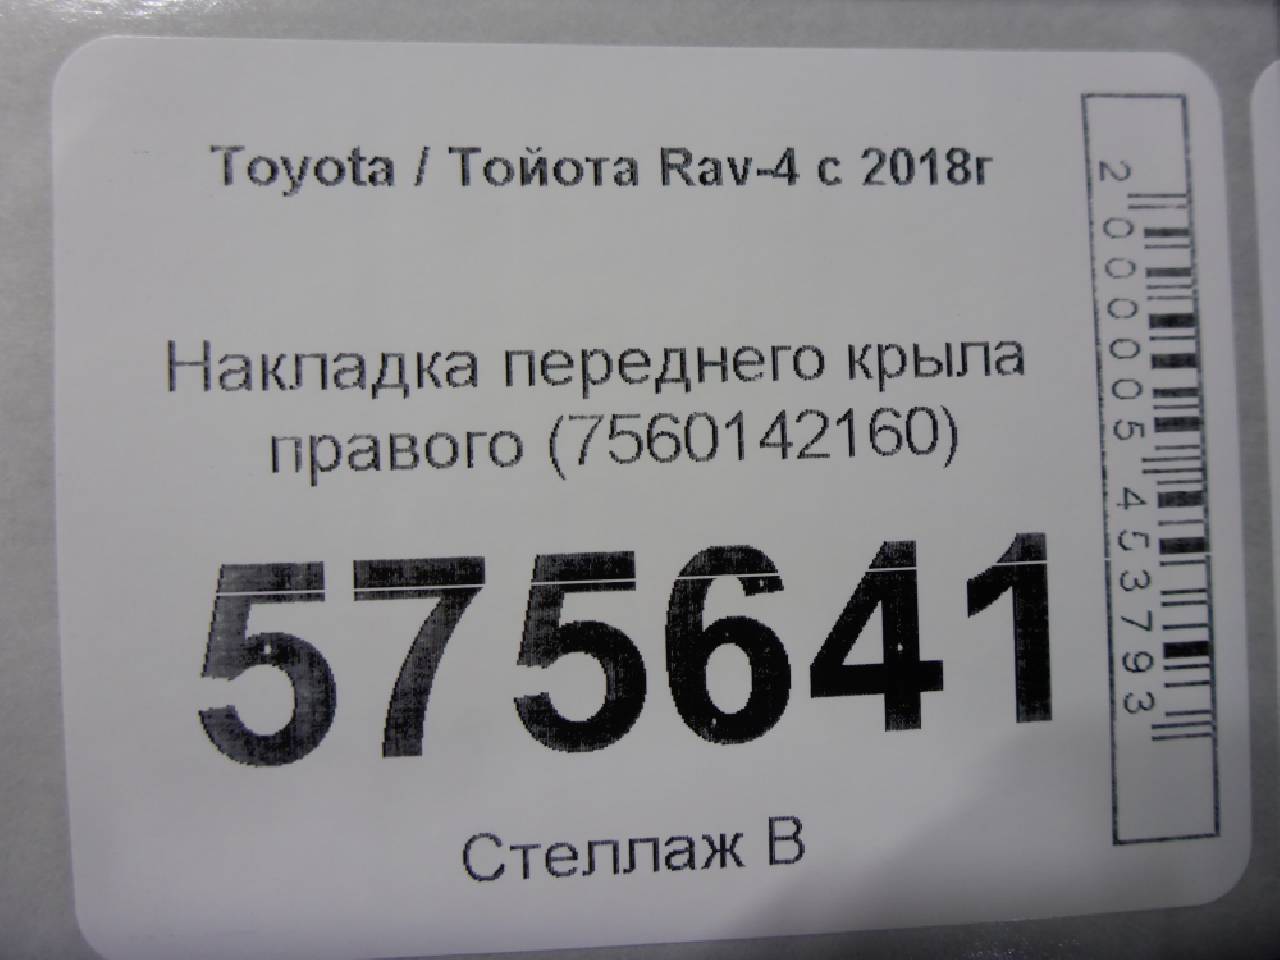 Toyota / Тойота Rav-4 с 2018г
Накладка переднего крыла
правого (7560142160)
575641
Стеллаж В
2000005453793